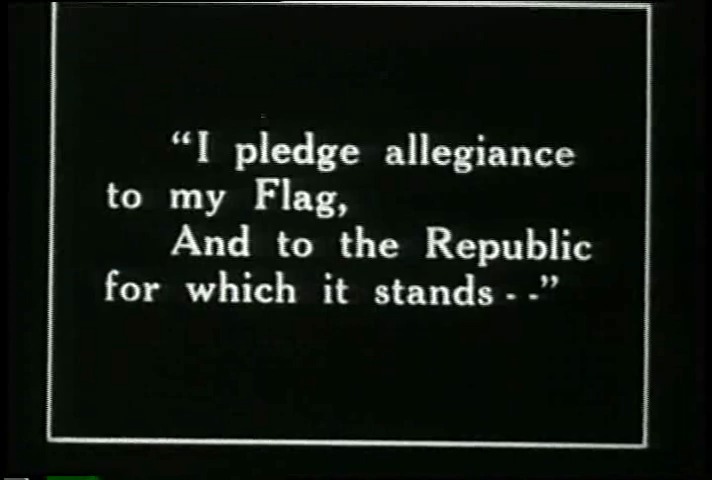 “I pledge allegiance
to my Flag,
And to the Republic
for which it stands - -”